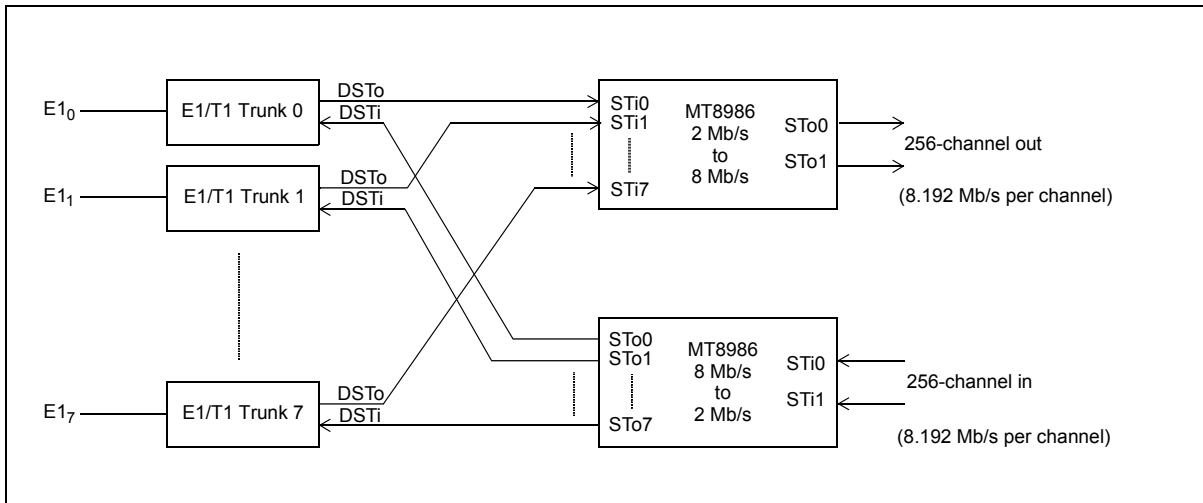 E1₀
E1/T1 Trunk 0
DSTo
DSTi
E1₁
E1/T1 Trunk 1
DSTo
DSTi
E1₇
E1/T1 Trunk 7
DSTo
DSTi
STi0
STi1
STi7
MT8986
2 Mb/s
to
8 Mb/s
STo0
STo1
256-channel out
(8.192 Mb/s per channel)
STo0
STo1
STo7
MT8986
8 Mb/s
to
2 Mb/s
STi0
STi1
256-channel in
(8.192 Mb/s per channel)